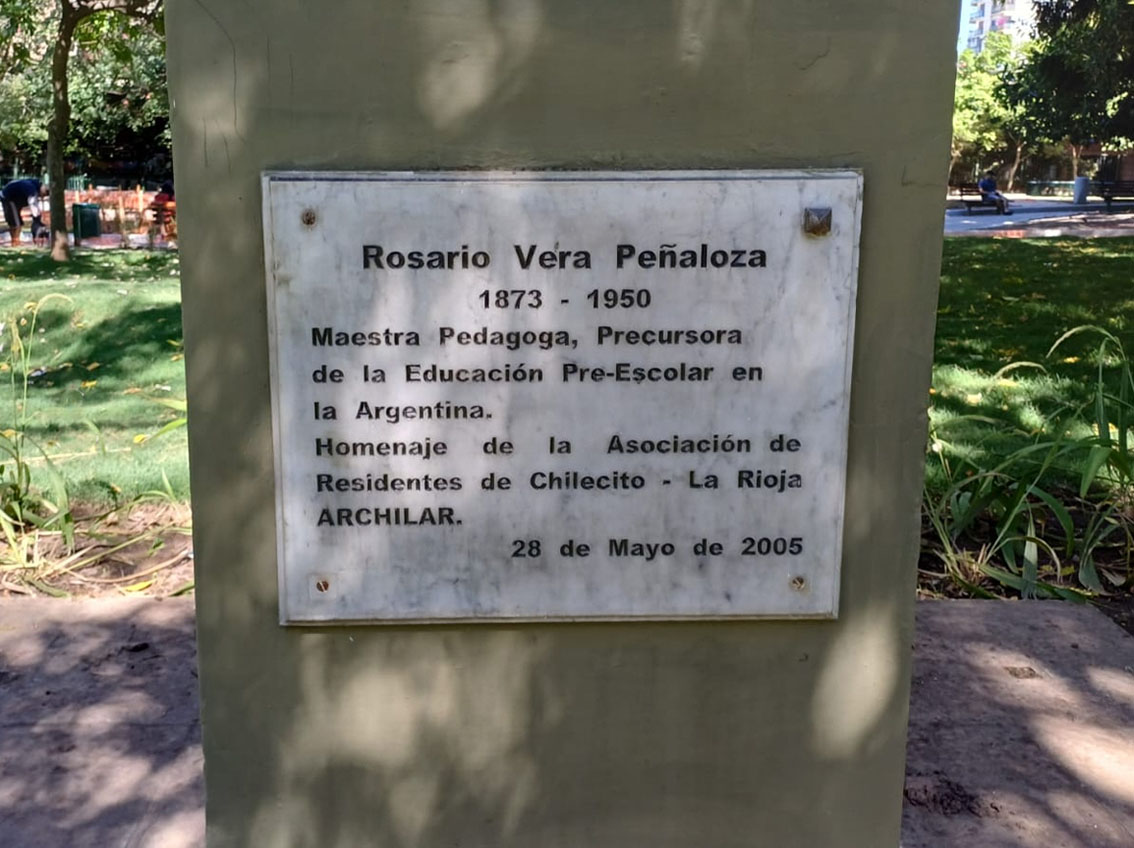 Rosario Vera Peñaloza
1873 - 1950
Maestra Pedagoga, Precursora
de la Educación Pre-Escolar en
la Argentina.
Homenaje de la Asociación de
Residentes de Chilecito - La Rioja
ARCHILAR.
28 de Mayo de 2005